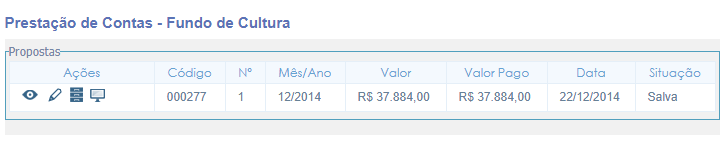 Prestação de Contas - Fundo de Cultura
Propostas
Ações Código Nº Mês/Ano Valor Valor Pago Data Situação
000277 1 12/2014 R$ 37.884,00 R$ 37.884,00 22/12/2014 Salva